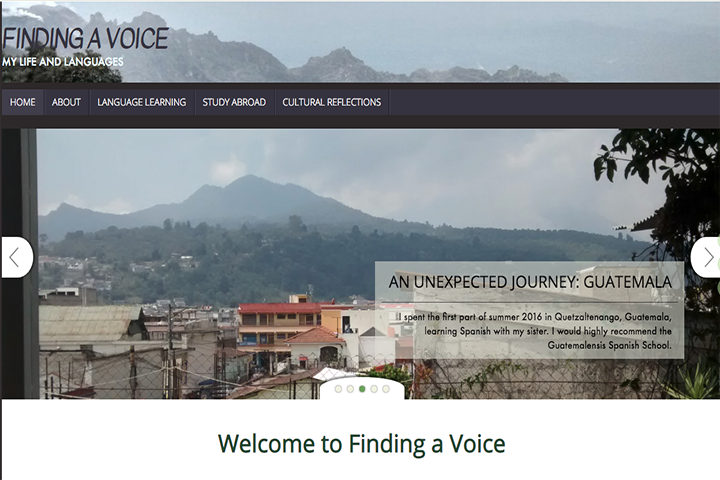 FINDING A VOICE
MY LIFE AND LANGUAGES
HOME ABOUT LANGUAGE LEARNING STUDY ABROAD CULTURAL REFLECTIONS
AN UNEXPECTED JOURNEY: GUATEMALA
I spent the first part of summer 2016 in Quetzaltenango, Guatemala,
learning Spanish with my sister. I would highly recommend the
Guatemalensis Spanish School.
Welcome to Finding a Voice